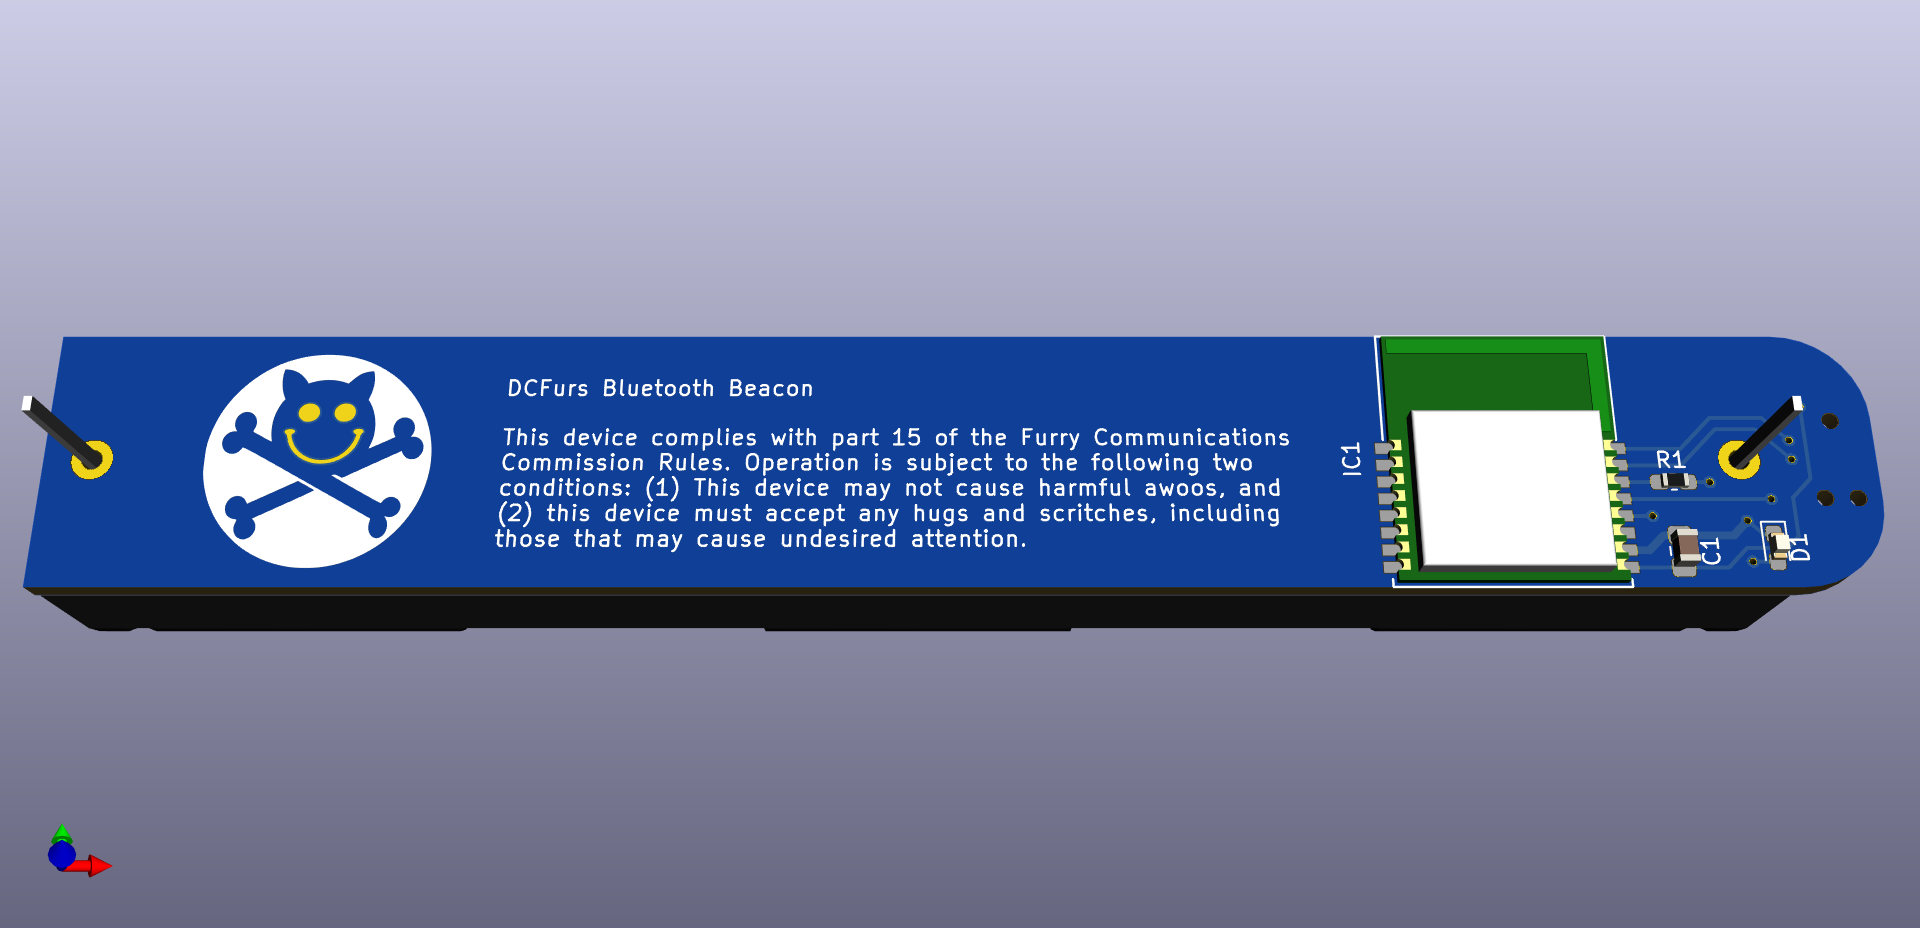 DCFurs Bluetooth Beacon
This device complies with part 15 of the Furry Communications
Commission Rules. Operation is subject to the following two
conditions: (1) This device may not cause harmful awoos, and
(2) this device must accept any hugs and scritches, including
those that may cause undesired attention.
IC1
R1
C1
D1